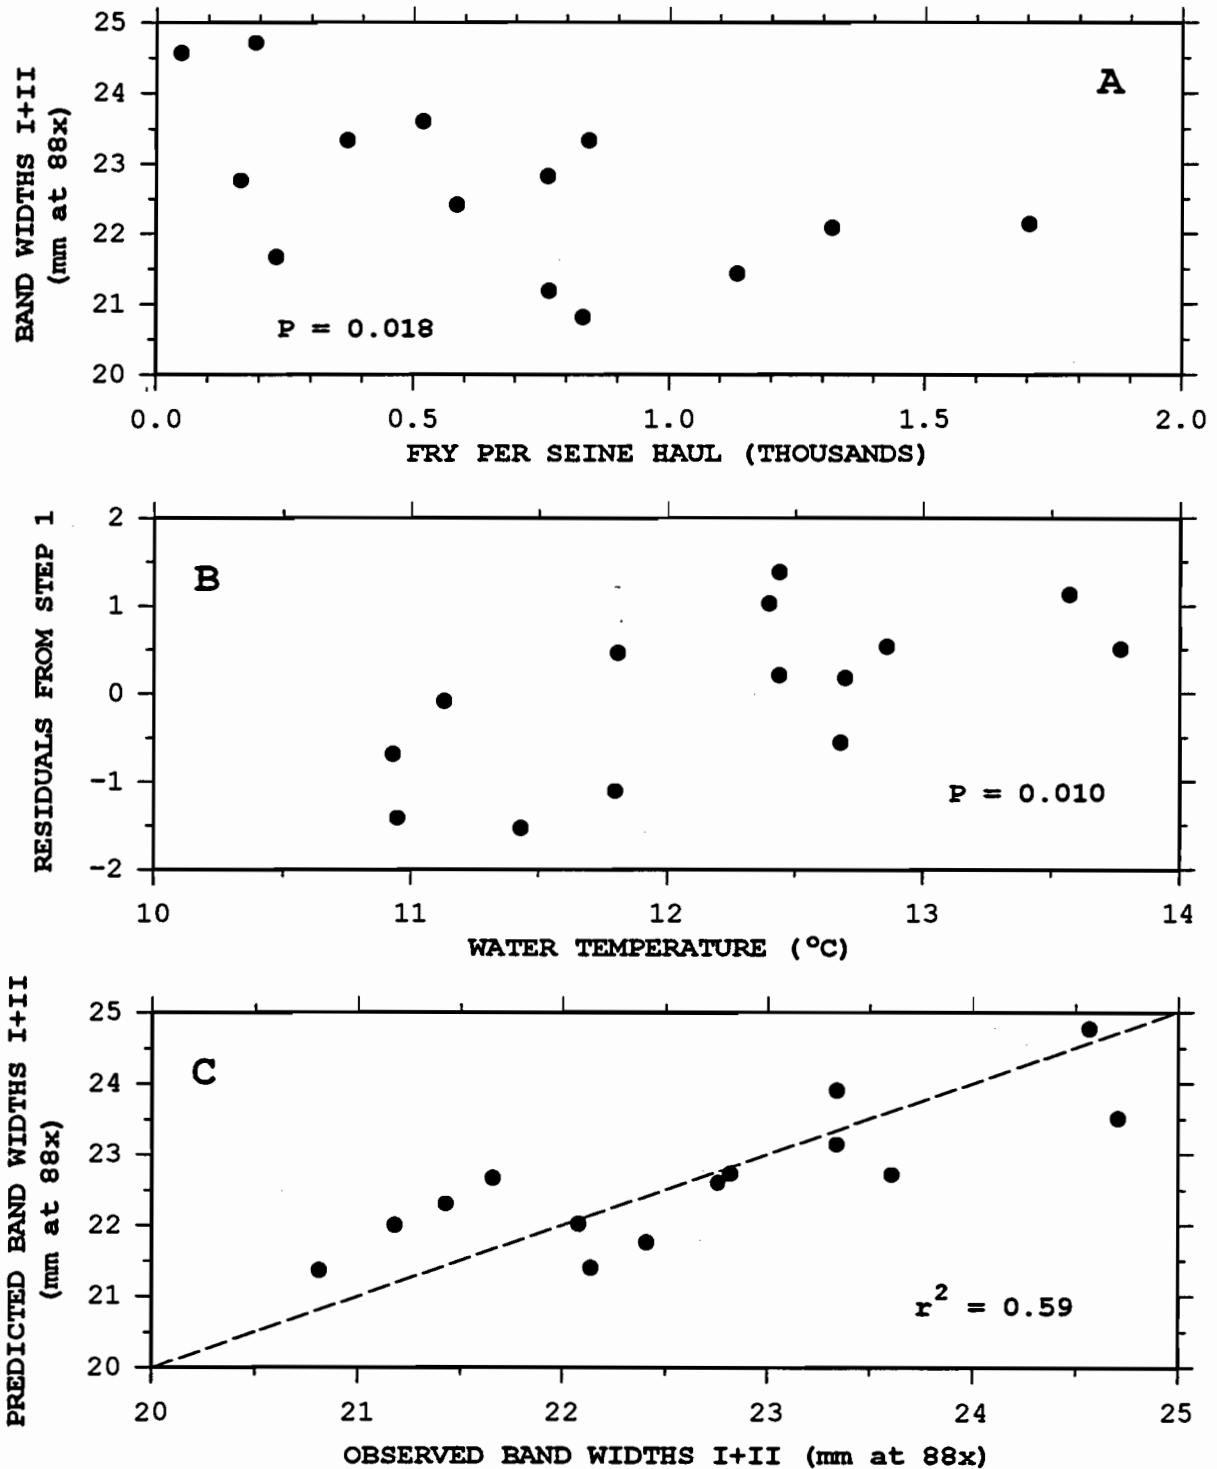 BAND WIDTHS I+II
(mm at 88x)
25
24
23
22
21
20
A
P = 0.018
0.0 0.5 1.0 1.5 2.0
FRY PER SEINE HAUL (THOUSANDS)
RESIDUALS FROM STEP 1
2
1
0
-1
-2
B
P = 0.010
10 11 12 13 14
WATER TEMPERATURE (°C)
PREDICTED BAND WIDTHS I+II
(mm at 88x)
25
24
23
22
21
20
C
r² = 0.59
20 21 22 23 24 25
OBSERVED BAND WIDTHS I+II (mm at 88x)